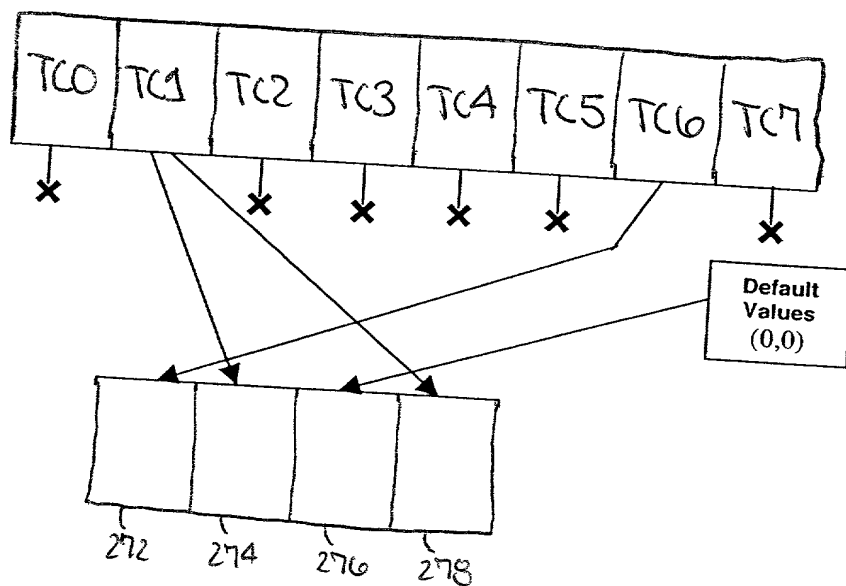 TC0 TC1 TC2 TC3 TC4 TC5 TC6 TC7
Default
Values
(0,0)
272 274 276 278